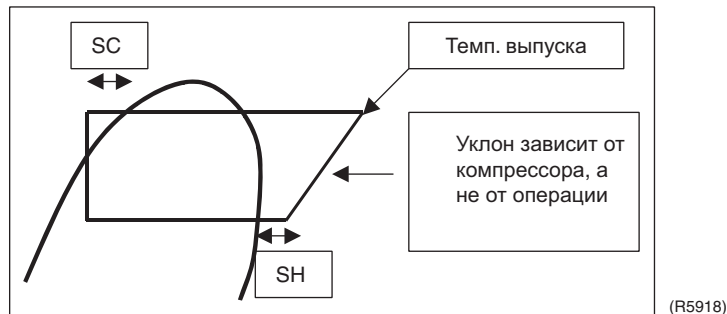 SC
Темп. выпуска
Уклон зависит от
компрессора, а
не от операции
SH
(R5918)